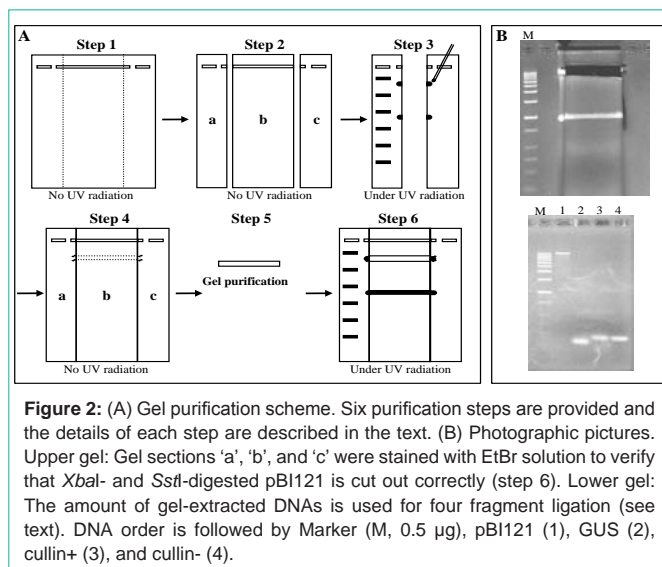 A
Step 1
Step 2
Step 3
a
b
c
No UV radiation
No UV radiation
Under UV radiation
Step 4
Step 5
Step 6
a
b
c
Gel purification
No UV radiation
Under UV radiation
B
M
M
1
2
3
4
Figure 2: (A) Gel purification scheme. Six purification steps are provided and
the details of each step are described in the text. (B) Photographic pictures.
Upper gel: Gel sections ‘a’, ‘b’, and ‘c’ were stained with EtBr solution to verify
that XbaI- and SstI-digested pBI121 is cut out correctly (step 6). Lower gel:
The amount of gel-extracted DNAs is used for four fragment ligation (see
text). DNA order is followed by Marker (M, 0.5 µg), pBI121 (1), GUS (2),
cullin+ (3), and cullin- (4).